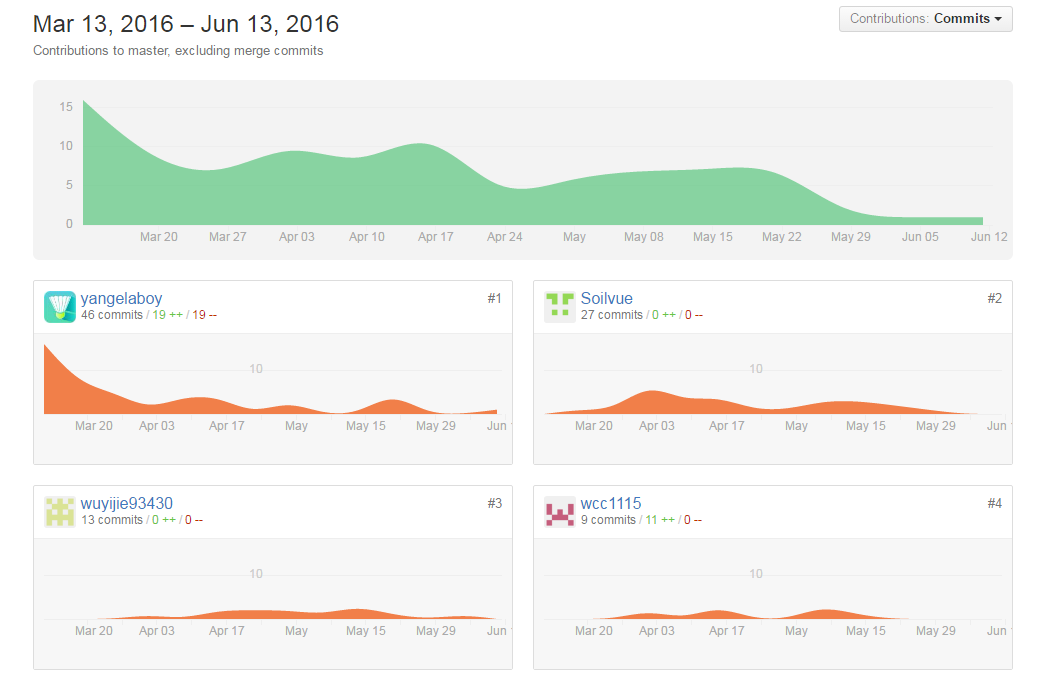 Mar 13, 2016 – Jun 13, 2016
Contributions: Commits
Contributions to master, excluding merge commits
15
10
5
0
Mar 20 Mar 27 Apr 03 Apr 10 Apr 17 Apr 24 May May 08 May 15 May 22 May 29 Jun 05 Jun 12
yangelaboy #1
46 commits / 19 ++ / 19 --
10
Mar 20 Apr 03 Apr 17 May May 15 May 29 Jun
Soilvue #2
27 commits / 0 ++ / 0 --
10
Mar 20 Apr 03 Apr 17 May May 15 May 29 Jun
wuyijie93430 #3
13 commits / 0 ++ / 0 --
10
Mar 20 Apr 03 Apr 17 May May 15 May 29 Jun
wcc1115 #4
9 commits / 11 ++ / 0 --
10
Mar 20 Apr 03 Apr 17 May May 15 May 29 Jun